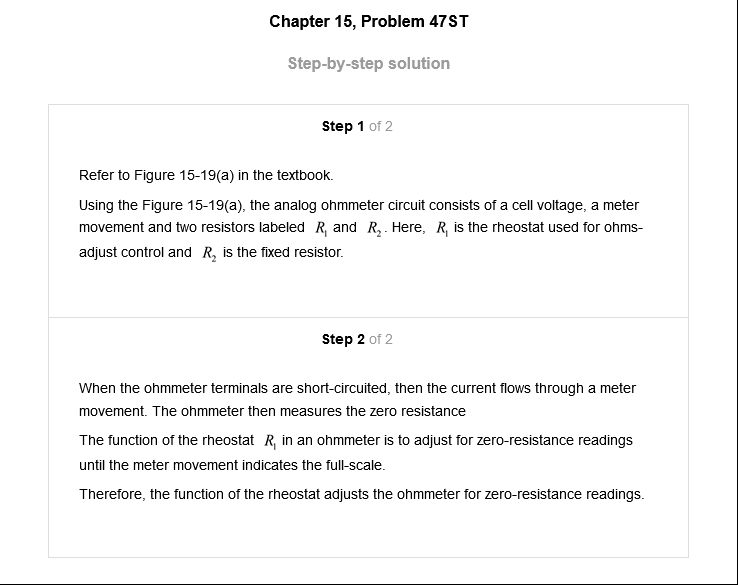 Chapter 15, Problem 47ST
Step-by-step solution
Step 1 of 2
Refer to Figure 15-19(a) in the textbook.
Using the Figure 15-19(a), the analog ohmmeter circuit consists of a cell voltage, a meter
movement and two resistors labeled R₁ and R₂. Here, R₁ is the rheostat used for ohms-
adjust control and R₂ is the fixed resistor.
Step 2 of 2
When the ohmmeter terminals are short-circuited, then the current flows through a meter
movement. The ohmmeter then measures the zero resistance
The function of the rheostat R₁ in an ohmmeter is to adjust for zero-resistance readings
until the meter movement indicates the full-scale.
Therefore, the function of the rheostat adjusts the ohmmeter for zero-resistance readings.